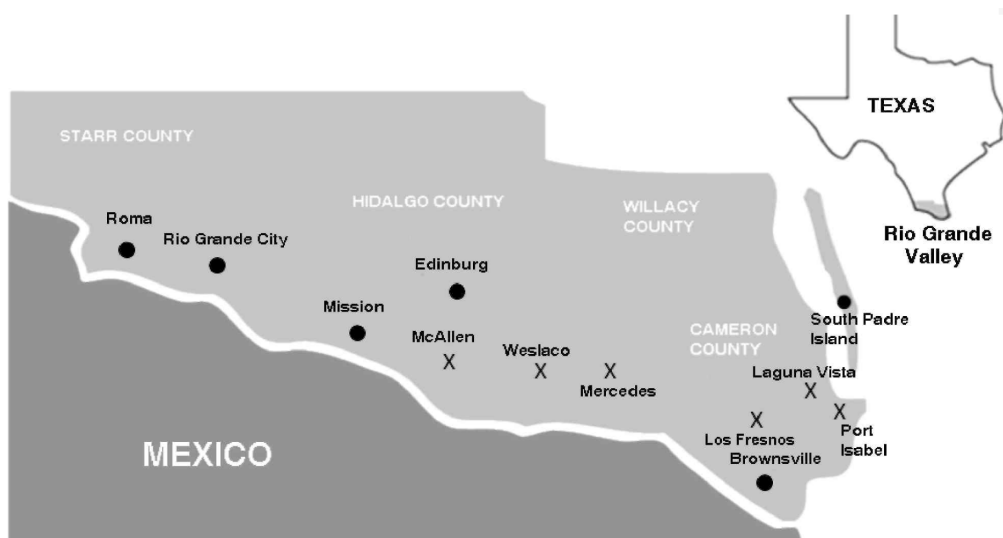 TEXAS
STARR COUNTY
HIDALGO COUNTY
WILLACY
COUNTY
Roma
Rio Grande City
Rio Grande
Valley
Edinburg
Mission
South Padre
Island
McAllen
CAMERON
COUNTY
Weslaco
X
X
X
Mercedes
Laguna Vista
X
X
X
Los Fresnos
Port
Isabel
Brownsville
MEXICO